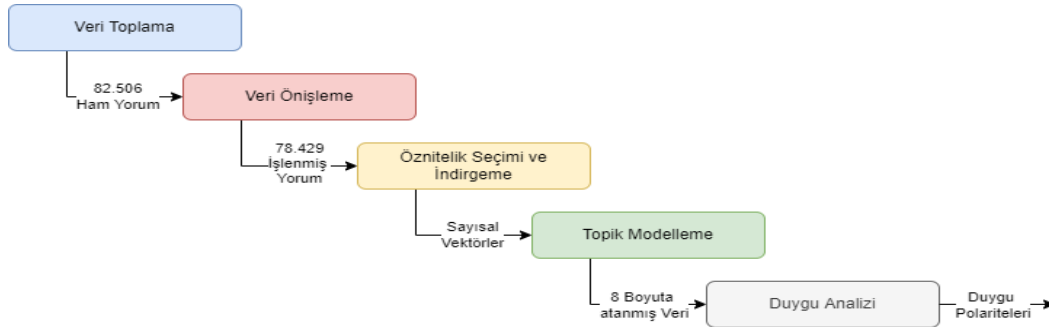 Veri Toplama
82.506
Ham Yorum
Veri Önişleme
78.429
İşlenmiş
Yorum
Öznitelik Seçimi ve
İndirgeme
Sayısal
Vektörler
Topik Modelleme
8 Boyuta
atanmış Veri
Duygu Analizi
Duygu
Polariteleri